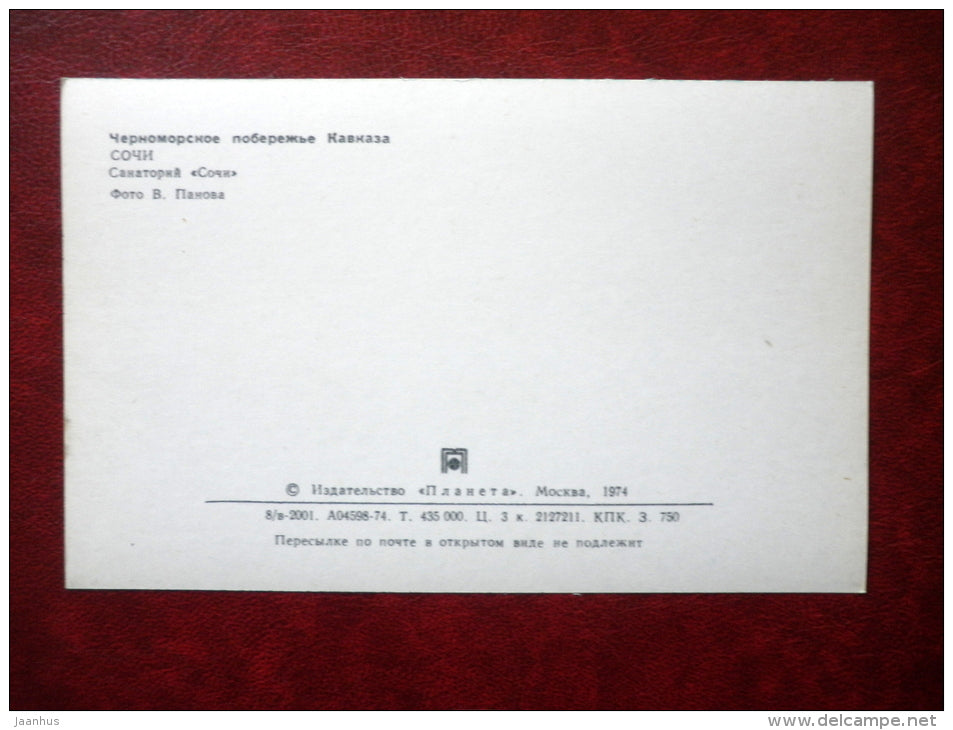 Черноморское побережье Кавказа
СОЧИ
Санаторий «Сочи»
Фото В. Панова
© Издательство «Планета». Москва, 1974
8/в-2001. А04598-74. Т. 435 000. Ц. 3 к. 2127211. КПК. З. 750
Пересылке по почте в открытом виде не подлежит
jaanhus
www.delcampe.net